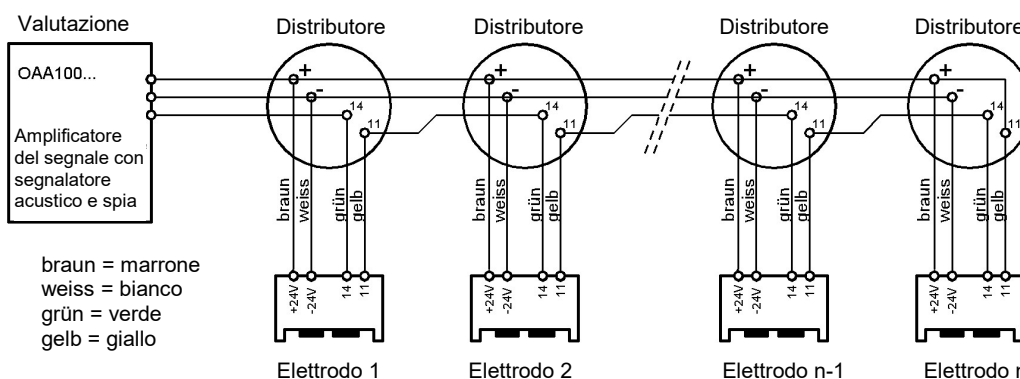 Valutazione
Distributore
Distributore
Distributore
Distributore
OAA100...
Amplificatore
del segnale con
segnalatore
acustico e spia
+
-
14
11
+
-
14
11
+
-
14
11
+
-
14
11
braun
weiss
grün
gelb
braun
weiss
grün
gelb
braun
weiss
grün
gelb
braun
weiss
grün
gelb
braun = marrone
weiss = bianco
grün = verde
gelb = giallo
+24V
-24V
14
11
+24V
-24V
14
11
+24V
-24V
14
11
+24V
-24V
14
11
Elettrodo 1
Elettrodo 2
Elettrodo n-1
Elettrodo n